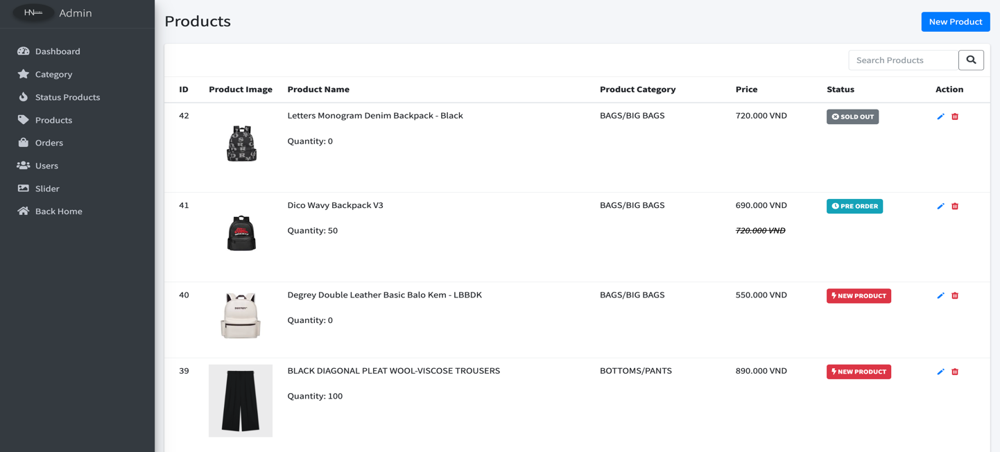 HN
Admin
Products
New Product
Dashboard
Category
Status Products
Products
Orders
Users
Slider
Back Home
Search Products
ID Product Image Product Name Product Category Price Status Action
42 Letters Monogram Denim Backpack - Black BAGS/BIG BAGS 720.000 VND SOLD OUT
Quantity: 0
41 Dico Wavy Backpack V3 BAGS/BIG BAGS 690.000 VND PRE ORDER
Quantity: 50 720.000 VND
40 Degrey Double Leather Basic Balo Kem - LBBDK BAGS/BIG BAGS 550.000 VND NEW PRODUCT
DEGREY
Quantity: 0
39 BLACK DIAGONAL PLEAT WOOL-VISCOSE TROUSERS BOTTOMS/PANTS 890.000 VND NEW PRODUCT
Quantity: 100